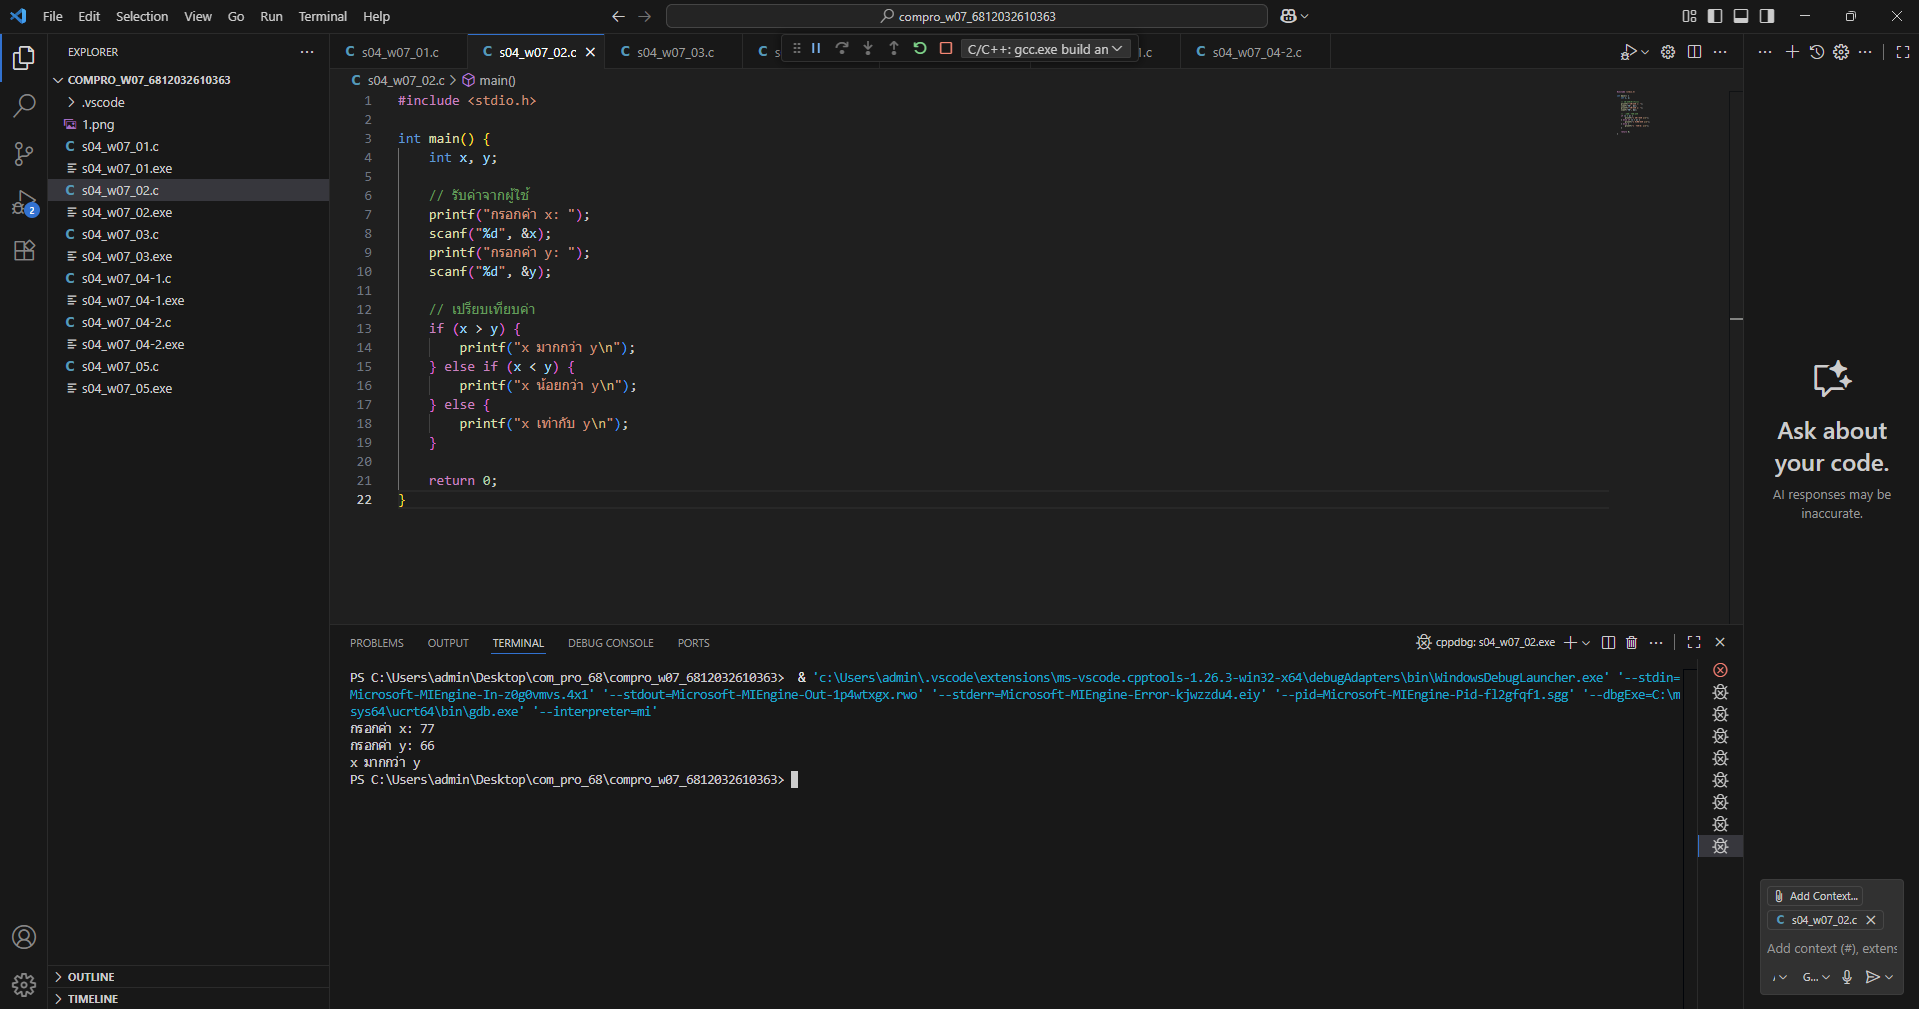 File Edit Selection View Go Run Terminal Help
compro_w07_6812032610363
EXPLORER
COMPRO_W07_6812032610363
.vscode
1.png
s04_w07_01.c
s04_w07_01.exe
s04_w07_02.c
s04_w07_02.exe
s04_w07_03.c
s04_w07_03.exe
s04_w07_04-1.c
s04_w07_04-1.exe
s04_w07_04-2.c
s04_w07_04-2.exe
s04_w07_05.c
s04_w07_05.exe
2
OUTLINE
TIMELINE
s04_w07_01.c s04_w07_02.c s04_w07_03.c s C/C++: gcc.exe build an 1.c s04_w07_04-2.c
s04_w07_02.c > main()
1 #include <stdio.h>
2
3 int main() {
4 int x, y;
5
6 // รับค่าจากผู้ใช้
7 printf("กรอกค่า x: ");
8 scanf("%d", &x);
9 printf("กรอกค่า y: ");
10 scanf("%d", &y);
11
12 // เปรียบเทียบค่า
13 if (x > y) {
14 printf("x มากกว่า y\n");
15 } else if (x < y) {
16 printf("x น้อยกว่า y\n");
17 } else {
18 printf("x เท่ากับ y\n");
19 }
20
21 return 0;
22 }
PROBLEMS OUTPUT TERMINAL DEBUG CONSOLE PORTS
cppdbg: s04_w07_02.exe
PS C:\Users\admin\Desktop\com_pro_68\compro_w07_6812032610363> & 'c:\Users\admin\.vscode\extensions\ms-vscode.cpptools-1.26.3-win32-x64\debugAdapters\bin\WindowsDebugLauncher.exe' '--stdin=
Microsoft-MIEngine-In-z0g0vmvs.4x1' '--stdout=Microsoft-MIEngine-Out-1p4wtxgx.rwo' '--stderr=Microsoft-MIEngine-Error-kjwzzdu4.eiy' '--pid=Microsoft-MIEngine-Pid-fl2gfqf1.sgg' '--dbgExe=C:\m
sys64\ucrt64\bin\gdb.exe' '--interpreter=mi'
กรอกค่า x: 77
กรอกค่า y: 66
x มากกว่า y
PS C:\Users\admin\Desktop\com_pro_68\compro_w07_6812032610363>
Ask about
your code.
AI responses may be
inaccurate.
Add Context...
s04_w07_02.c
Add context (#), extens
G...